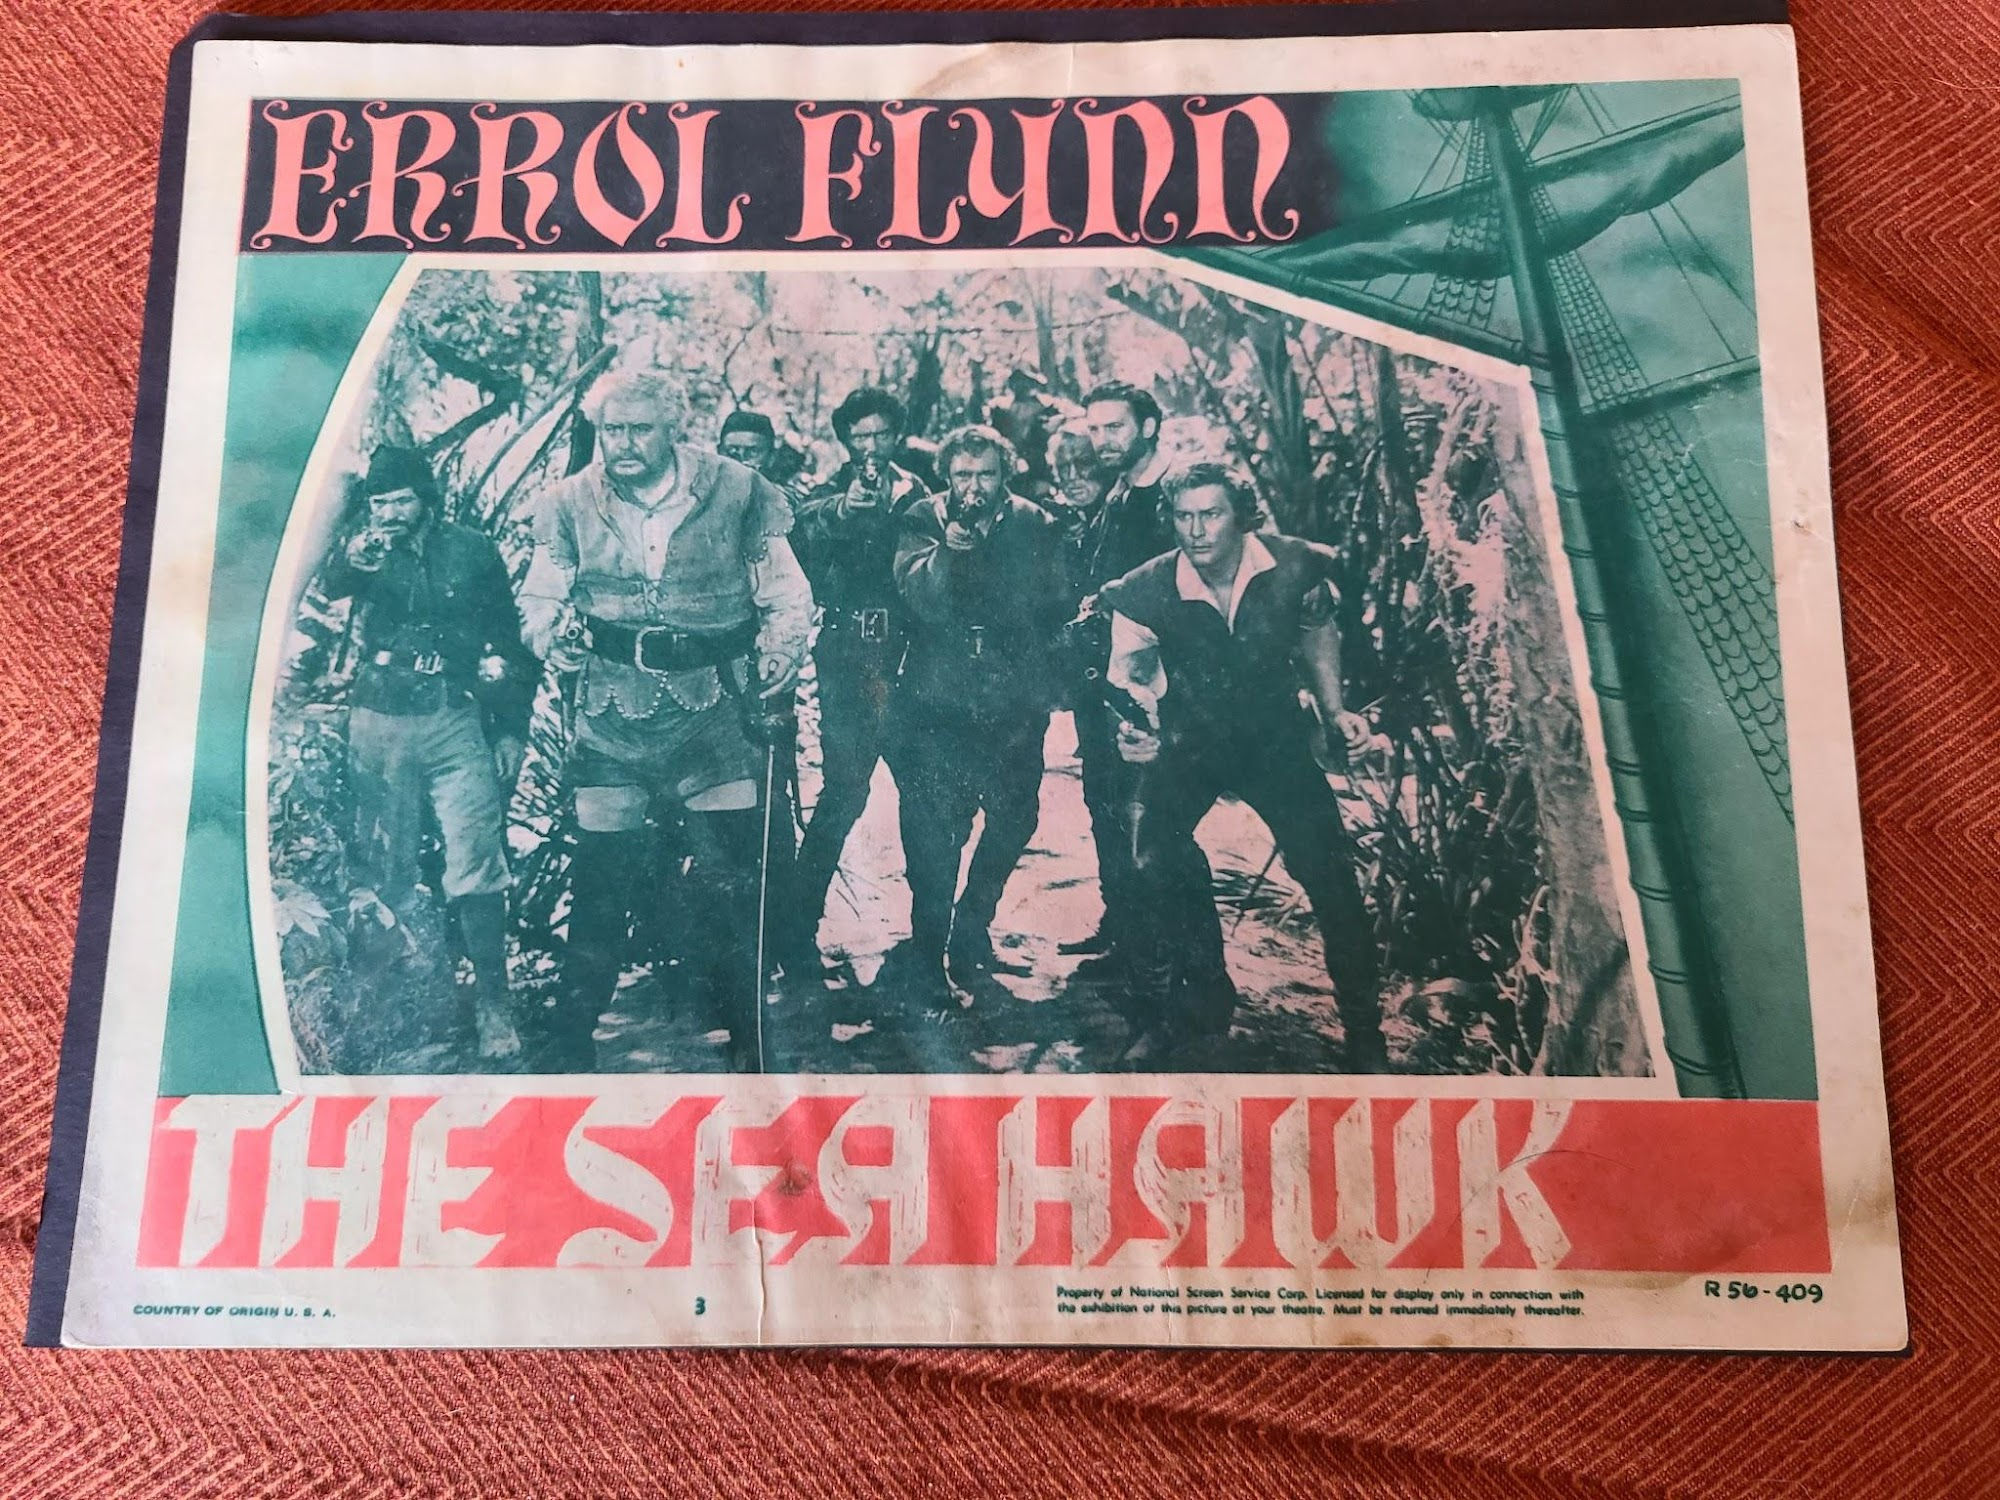 ERROL FLYNN
THE SEA HAWK
COUNTRY OF ORIGIN U. S. A.
3
Property of National Screen Service Corp. Licensed for display only in connection with
the exhibition of this picture at your theatre. Must be returned immediately thereafter.
R 56-409